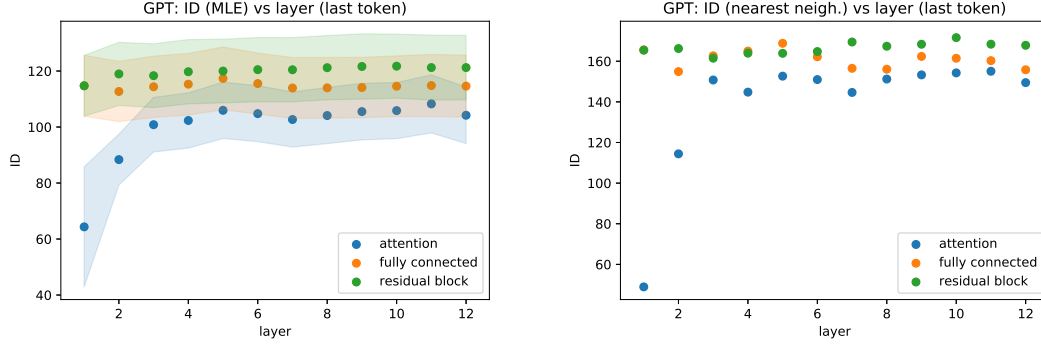 GPT: ID (MLE) vs layer (last token)
120
100
80
60
40
ID
2
4
6
8
10
12
layer
attention
fully connected
residual block
GPT: ID (nearest neigh.) vs layer (last token)
160
140
120
100
80
60
ID
2
4
6
8
10
12
layer
attention
fully connected
residual block